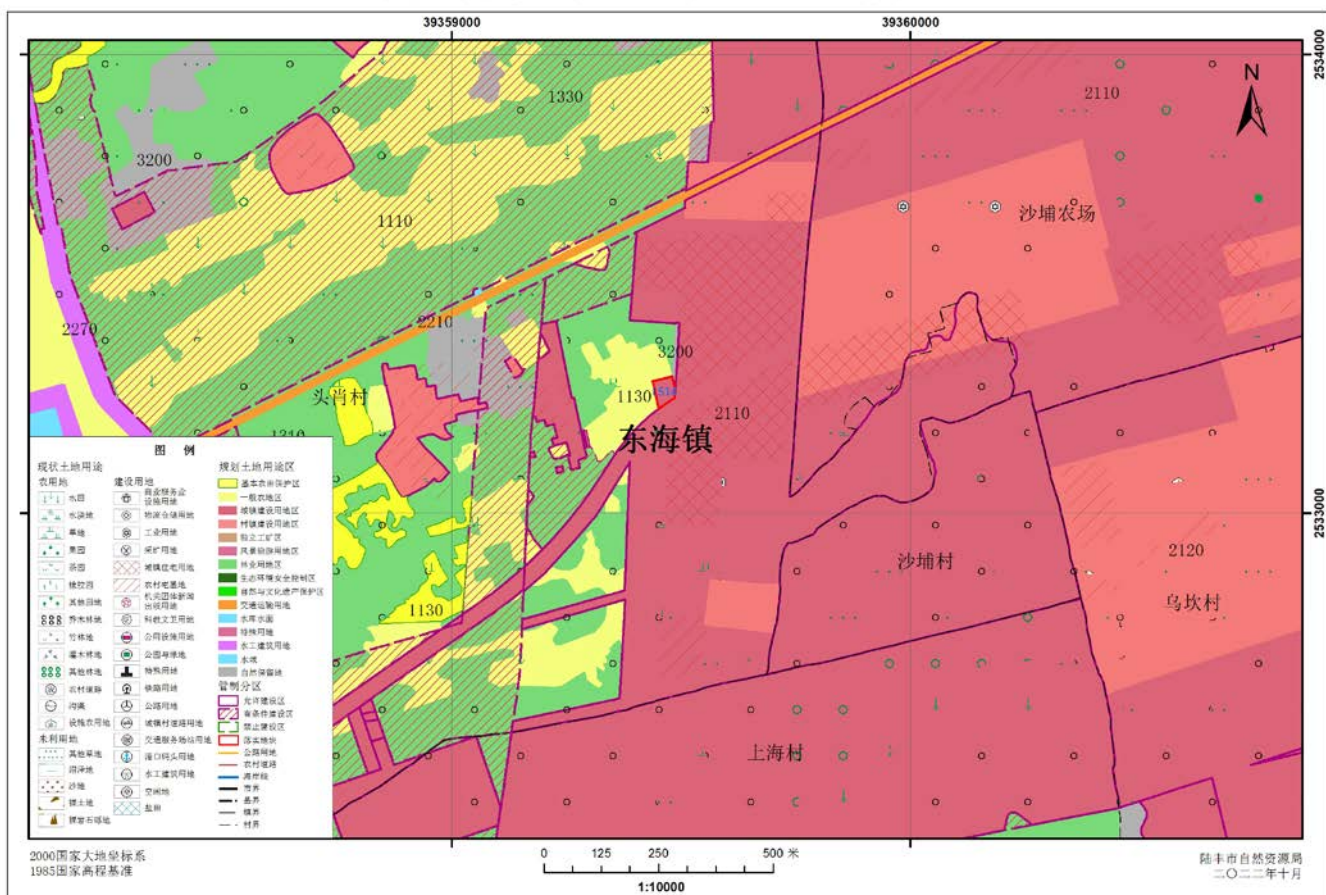 39359000
39360000
2534000
2533000
N
1330
2110
3200
沙埔农场
1110
2270
2210
3200
头肖村
1130
2110
东海镇
1210
沙埔村
2120
乌坎村
1130
上海村
图 例
现状土地用途
农用地
水田
水浇地
旱地
果园
茶园
橡胶园
其他园地
乔木林地
竹林地
灌木林地
其他林地
农村道路
沟渠
设施农用地
未利用地
其他草地
沼泽地
沙地
裸土地
裸岩石砾地
建设用地
商业服务业
设施用地
物流仓储用地
工业用地
采矿用地
城镇住宅用地
农村宅基地
机关团体新闻
出版用地
科教文卫用地
公用设施用地
公园与绿地
特殊用地
铁路用地
公路用地
城镇村道路用地
交通服务场站用地
港口码头用地
水工建筑用地
空闲地
盐田
规划土地用途区
基本农田保护区
一般农地区
城镇建设用地区
村镇建设用地区
独立工矿区
风景旅游用地区
林业用地区
生态环境安全控制区
自然与文化遗产保护区
交通运输用地
水库水面
特殊用地
水工建筑用地
水域
自然保留地
管制分区
允许建设区
有条件建设区
禁止建设区
落实地块
公路用地
农村道路
海岸线
市界
县界
镇界
村界
2000国家大地坐标系
1985国家高程基准
0 125 250 500 米
1:10000
陆丰市自然资源局
二〇二二年十月